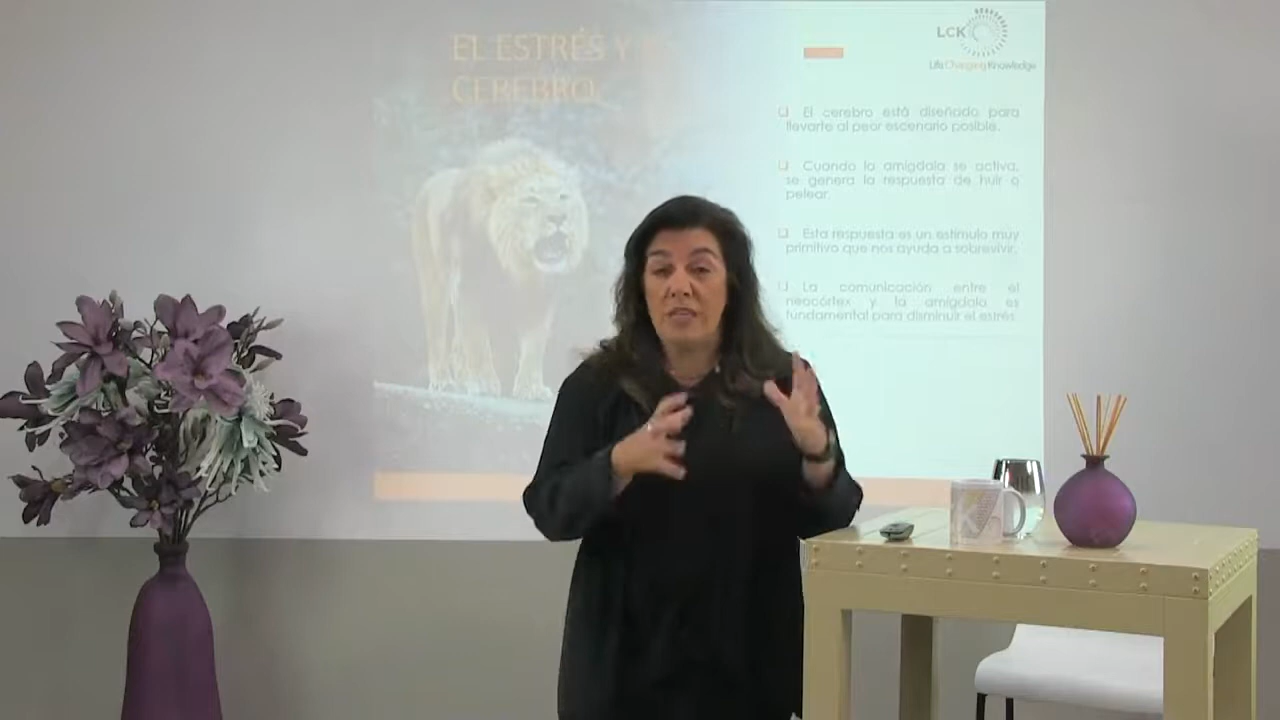 EL ESTRÉS Y
CEREBRO
LCK
Life Changing Knowledge
El cerebro está diseñado para
llevarte al peor escenario posible.
Cuando la amígdala se activa,
se genera la respuesta de huir o
pelear.
Esta respuesta es un estímulo muy
primitivo que nos ayuda a sobrevivir.
La comunicación entre el
neocórtex y la amígdala es
fundamental para disminuir el estrés.
K